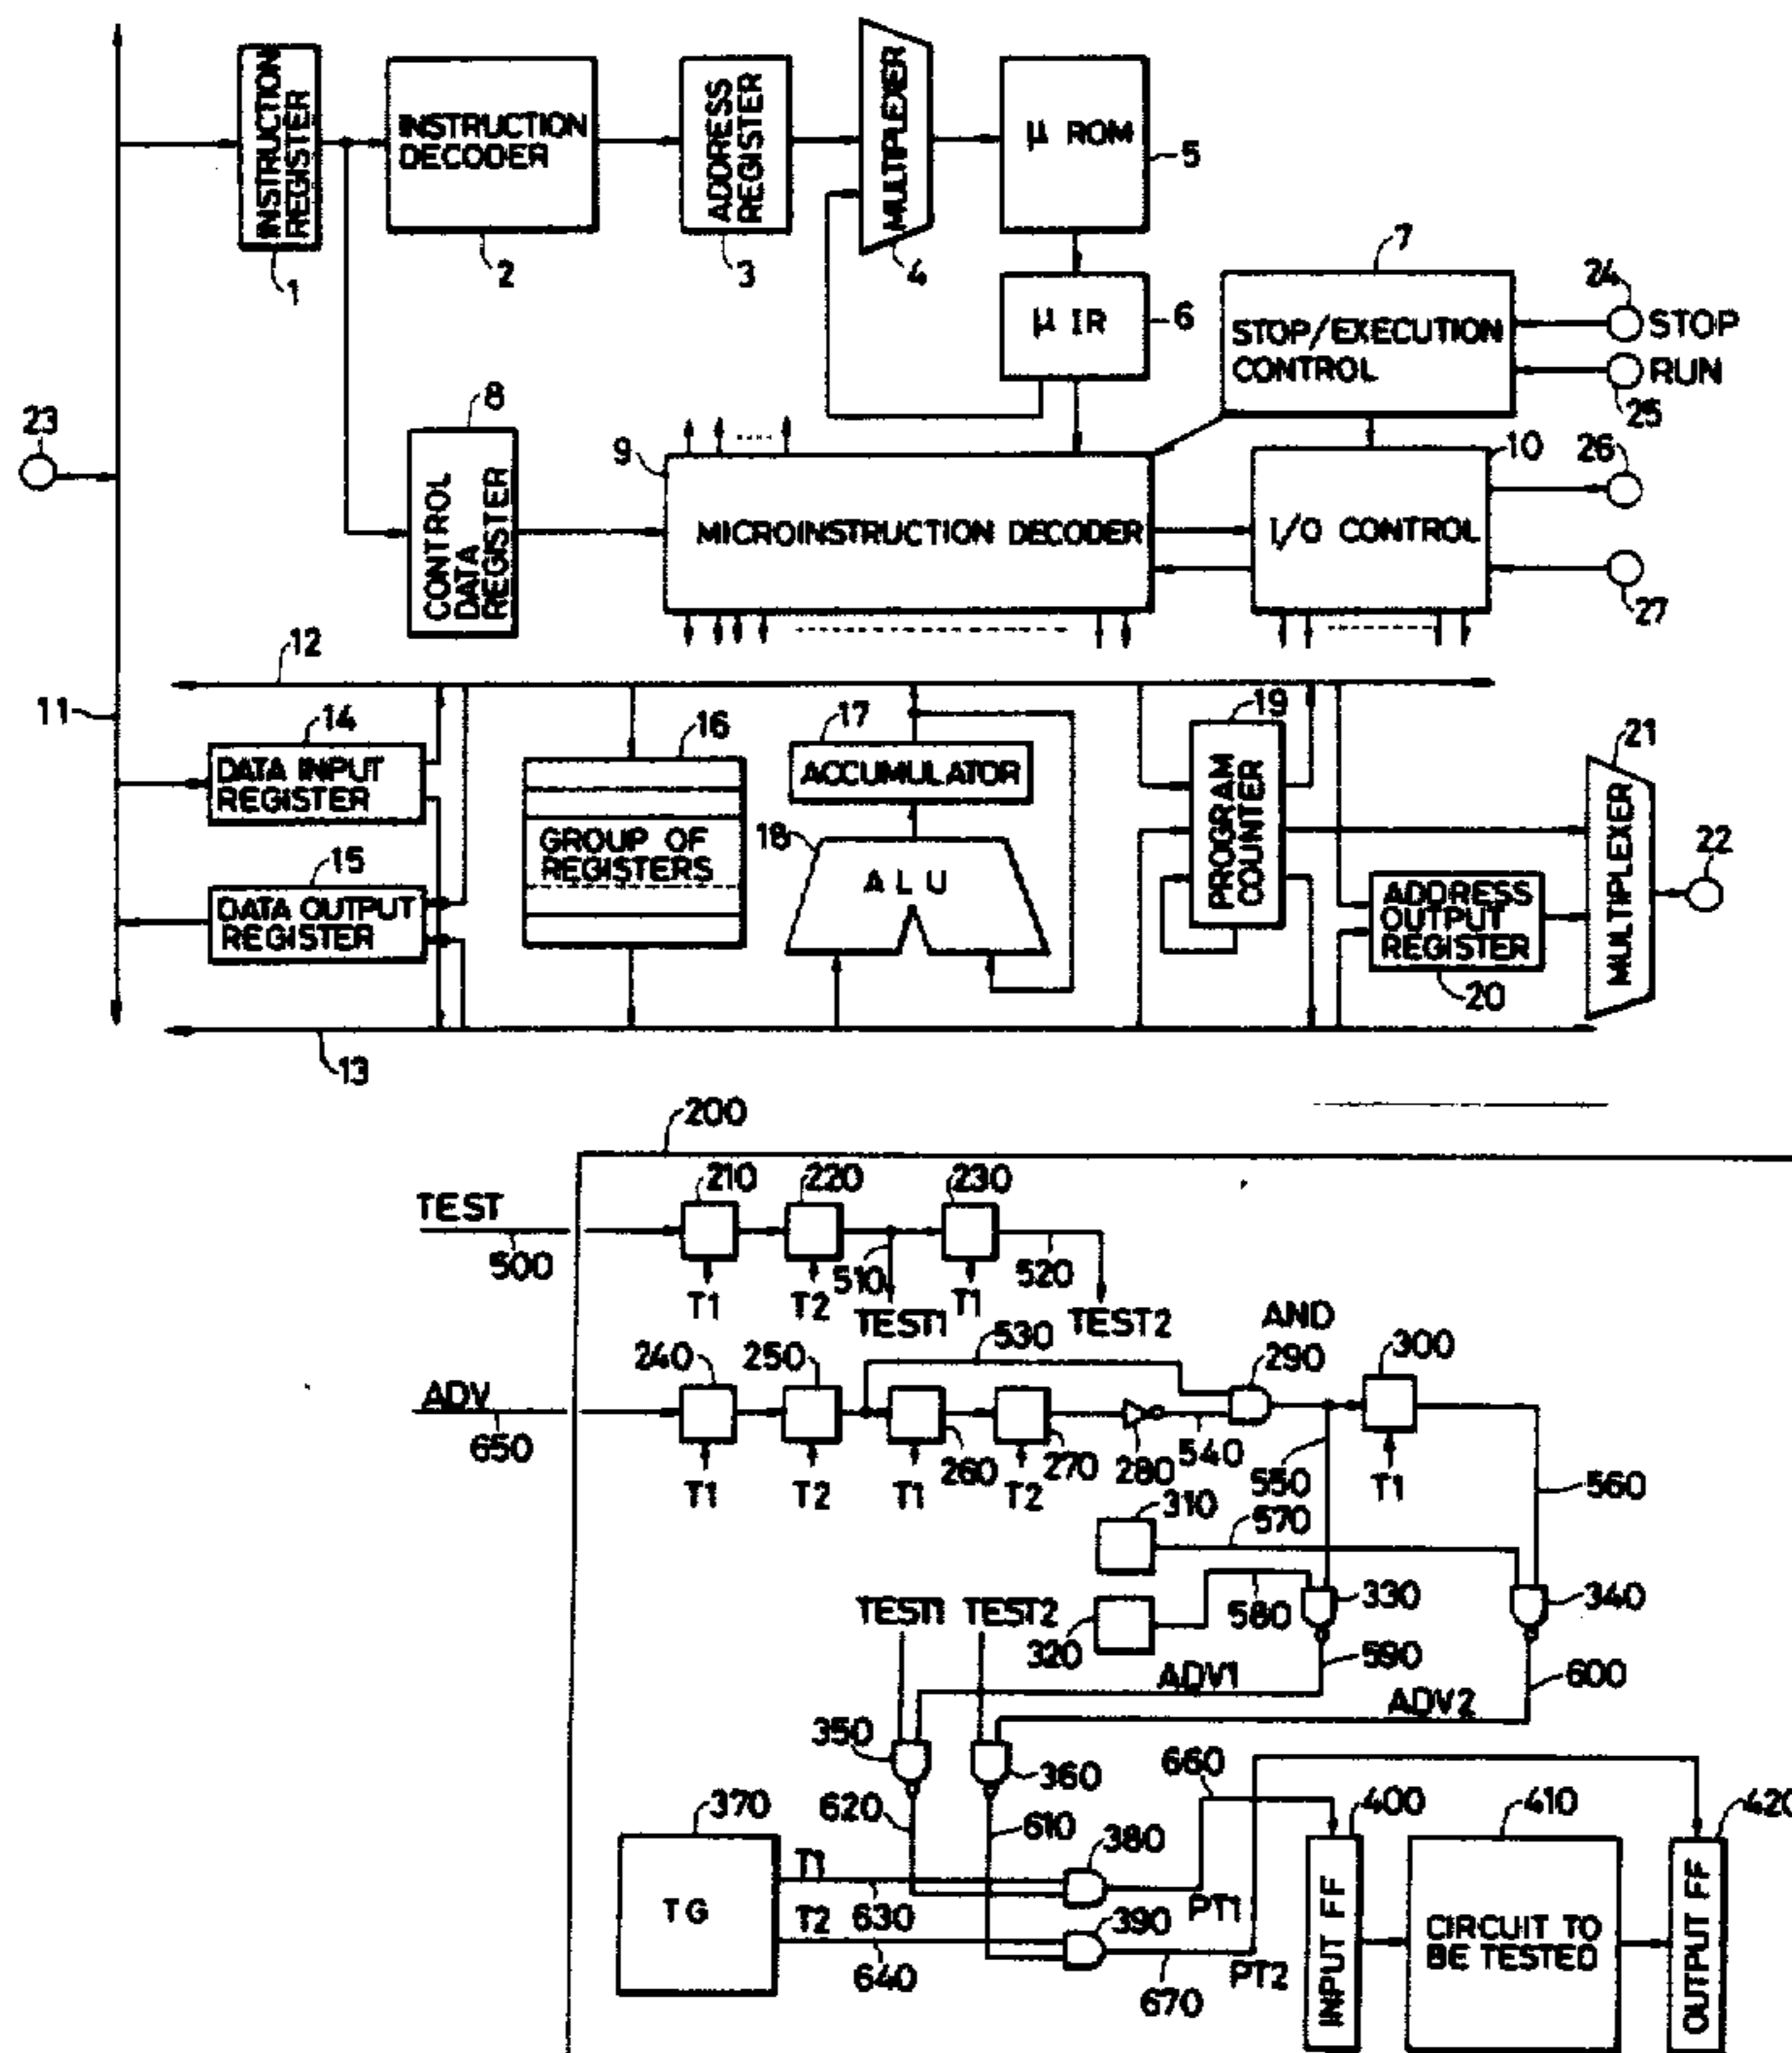 INSTRUCTION
REGISTER
1
INSTRUCTION
DECODER
2
ADDRESS
REGISTER
3
MULTIPLEXER
4
μ ROM
5
μ IR
6
7
STOP/EXECUTION
CONTROL
24
STOP
RUN
25
23
8
CONTROL
DATA
REGISTER
9
MICROINSTRUCTION DECODER
10
I/O CONTROL
26
27
12
11
14
DATA INPUT
REGISTER
15
DATA OUTPUT
REGISTER
16
GROUP OF
REGISTERS
17
ACCUMULATOR
18
ALU
19
PROGRAM
COUNTER
ADDRESS
OUTPUT
REGISTER
20
21
MULTIPLEXER
22
13
200
TEST
500
210
220
230
T1
T2
510
TEST1
T1
520
TEST2
ADV
650
240
250
530
AND
290
300
T1
T2
T1
260
T2
270
280
540
550
T1
560
310
570
TEST1
TEST2
320
580
330
340
590
ADV1
600
ADV2
350
360
660
370
620
610
380
400
410
420
TG
T1
630
T2
640
390
PT1
670
PT2
INPUT FF
CIRCUIT TO
BE TESTED
OUTPUT FF